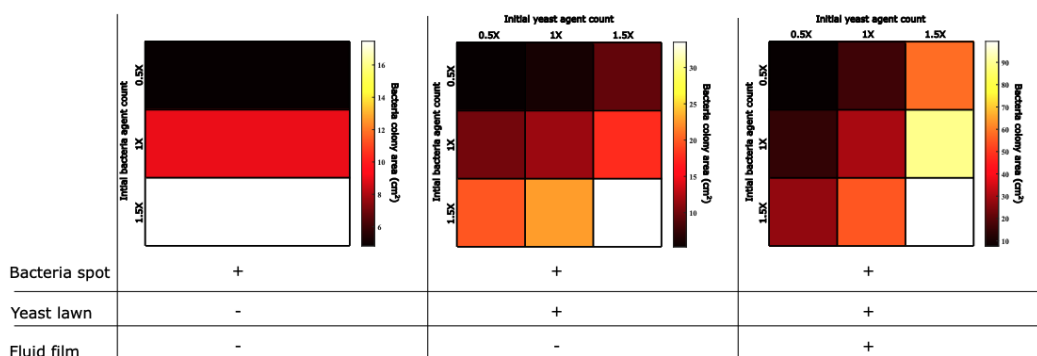 Initial yeast agent count
0.5X 1X 1.5X
Initial yeast agent count
0.5X 1X 1.5X
Intial bacteria agent count
0.5X
1X
1.5X
16
14
12
10
8
6
Bacteria colony area (cm²)
Initial bacteria agent count
0.5X
1X
1.5X
30
25
20
15
10
Bacteria colony area (cm²)
Initial bacteria agent count
0.5X
1X
1.5X
90
80
70
60
50
40
30
20
10
Bacteria colony area (cm²)
Bacteria spot + + +
Yeast lawn - + +
Fluid film - - +